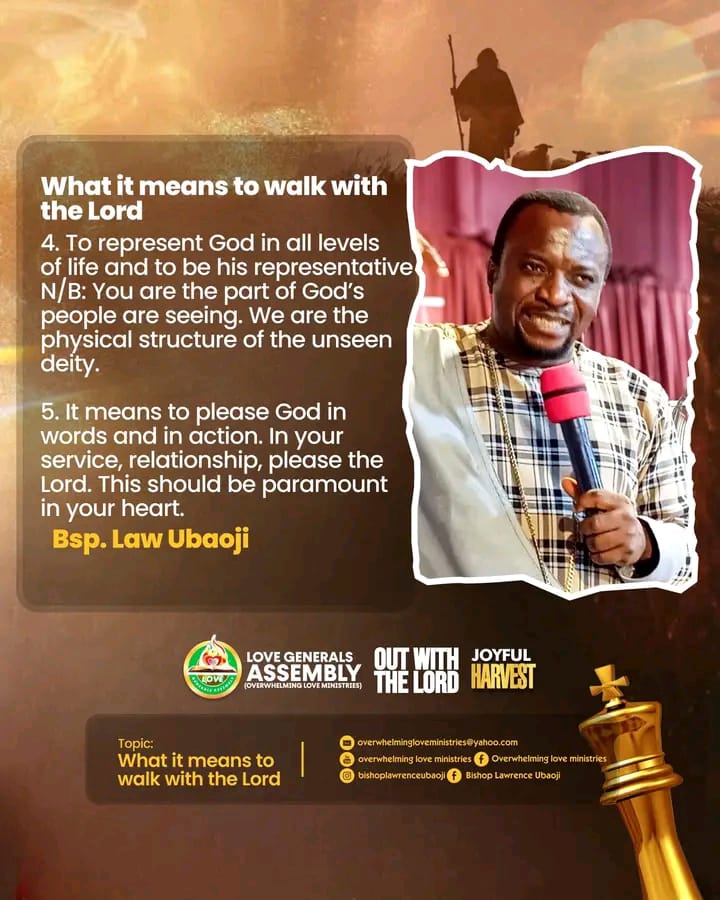 What it means to walk with
the Lord
4. To represent God in all levels
of life and to be his representative
N/B: You are the part of God's
people are seeing. We are the
physical structure of the unseen
deity.
5. It means to please God in
words and in action. In your
service, relationship, please the
Lord. This should be paramount
in your heart.
Bsp. Law Ubaoji
LOVE
GENERALS ASSEMBLY
LOVE GENERALS
ASSEMBLY
(OVERWHELMING LOVE MINISTRIES)
OUT WITH
THE LORD
JOYFUL
HARVEST
Topic:
What it means to
walk with the Lord
overwhelmingloveministries@yahoo.com
overwhelming love ministries Overwhelming love ministries
bishoplawrenceubaoji Bishop Lawrence Ubaoji